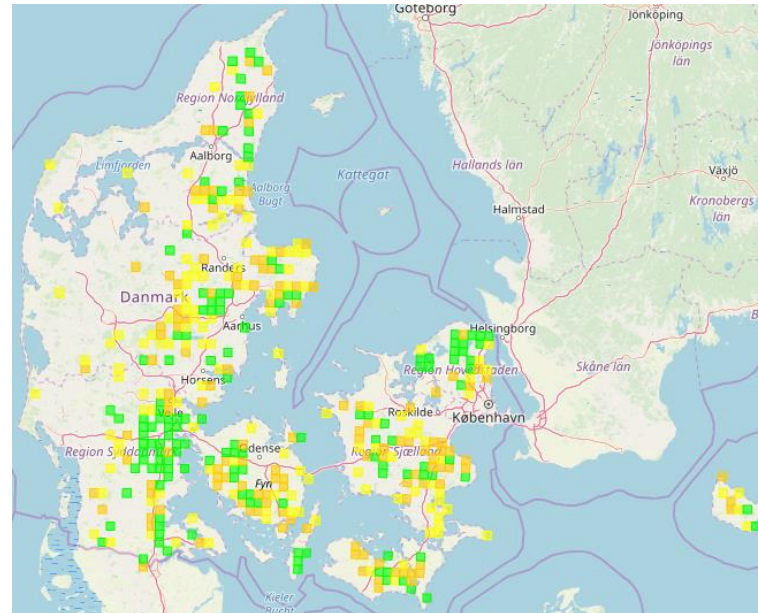 Göteborg
Jönköping
Jönköpings
län
Region Nordjylland
Aalborg
Limfjorden
Aalborg
Bugt
Kattegat
Hallands län
Växjö
Kronobergs
län
Halmstad
Randers
Danmark
Aarhus
Helsingborg
Horsens
Region Hovedstaden
Skåne län
Vejle
Roskilde
København
Region Syddanmark
Odense
Region Sjælland
Fyn
Kieler
Bucht